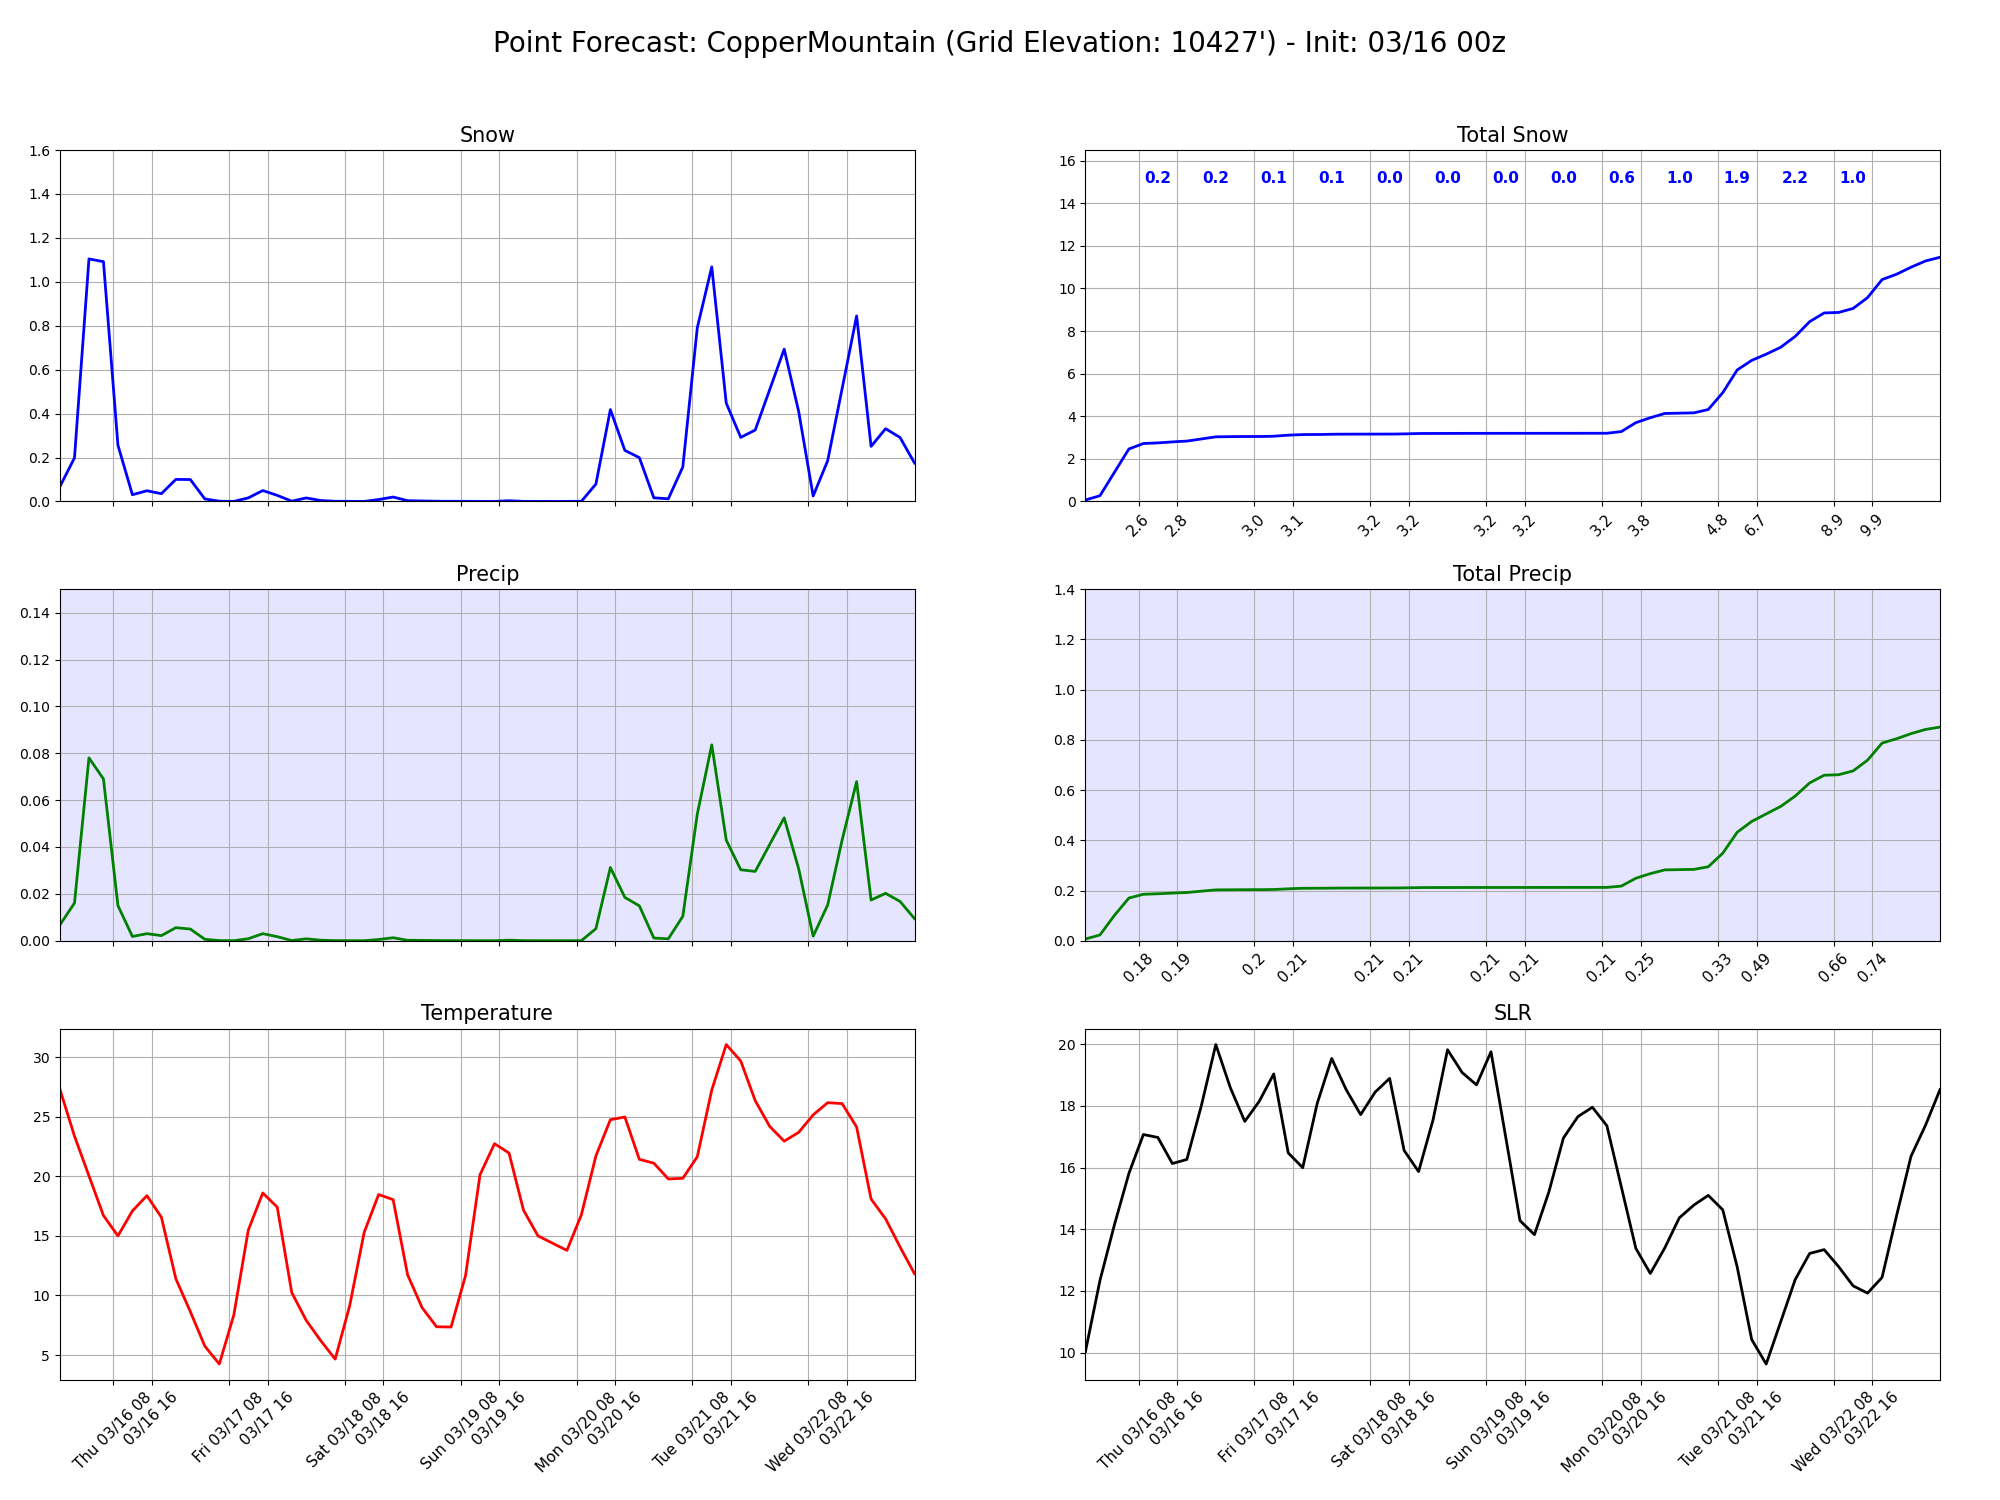 Point Forecast: CopperMountain (Grid Elevation: 10427') - Init: 03/16 00z
Snow
1.6
1.4
1.2
1.0
0.8
0.6
0.4
0.2
0.0
Total Snow
16
14
12
10
8
6
4
2
0
0.2 0.2 0.1 0.1 0.0 0.0 0.0 0.0 0.6 1.0 1.9 2.2 1.0
2.6 2.8 3.0 3.1 3.2 3.2 3.2 3.2 3.2 3.8 4.8 6.7 8.9 9.9
Precip
0.14
0.12
0.10
0.08
0.06
0.04
0.02
0.00
Total Precip
1.4
1.2
1.0
0.8
0.6
0.4
0.2
0.0
0.18 0.19 0.2 0.21 0.21 0.21 0.21 0.21 0.21 0.25 0.33 0.49 0.66 0.74
Temperature
30
25
20
15
10
5
Thu 03/16 08
03/16 16
Fri 03/17 08
03/17 16
Sat 03/18 08
03/18 16
Sun 03/19 08
03/19 16
Mon 03/20 08
03/20 16
Tue 03/21 08
03/21 16
Wed 03/22 08
03/22 16
SLR
20
18
16
14
12
10
Thu 03/16 08
03/16 16
Fri 03/17 08
03/17 16
Sat 03/18 08
03/18 16
Sun 03/19 08
03/19 16
Mon 03/20 08
03/20 16
Tue 03/21 08
03/21 16
Wed 03/22 08
03/22 16